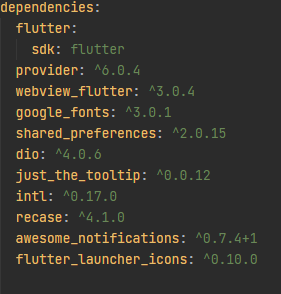 dependencies:
  flutter:
    sdk: flutter
  provider: ^6.0.4
  webview_flutter: ^3.0.4
  google_fonts: ^3.0.1
  shared_preferences: ^2.0.15
  dio: ^4.0.6
  just_the_tooltip: ^0.0.12
  intl: ^0.17.0
  recase: ^4.1.0
  awesome_notifications: ^0.7.4+1
  flutter_launcher_icons: ^0.10.0